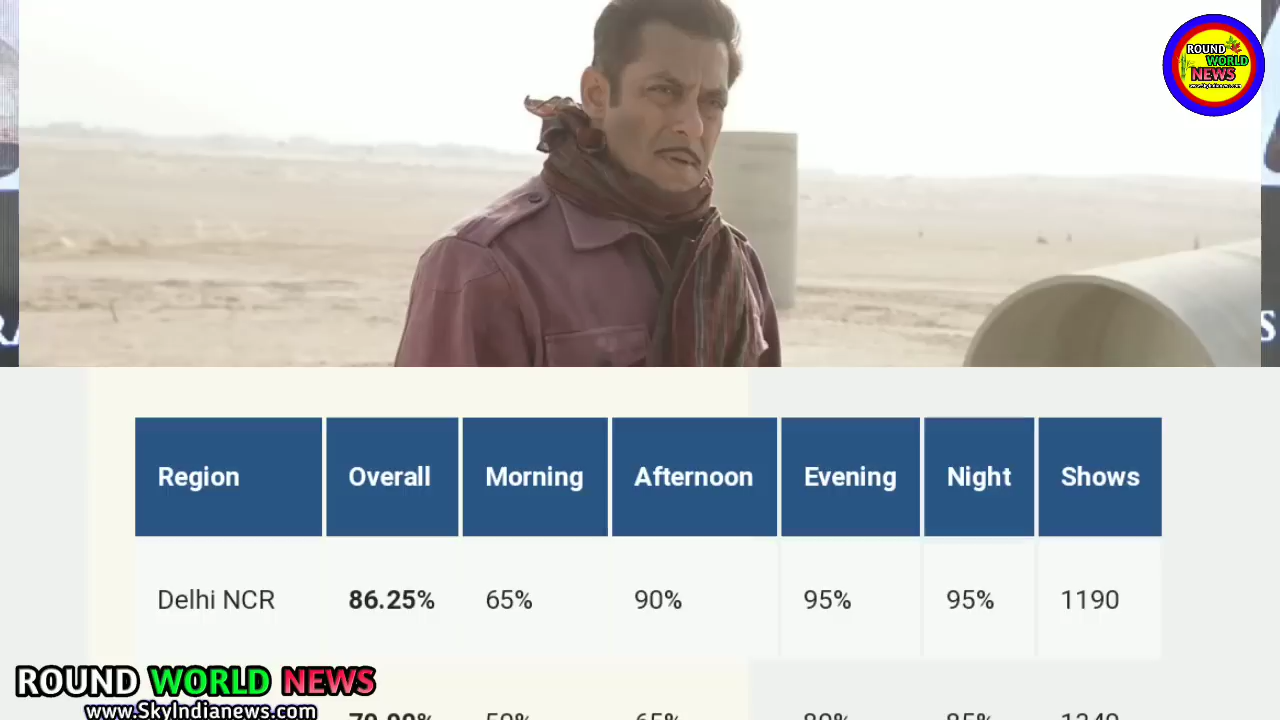 ROUND
WORLD
NEWS
Region Overall Morning Afternoon Evening Night Shows
Delhi NCR 86.25% 65% 90% 95% 95% 1190
ROUND WORLD NEWS
www.SkyIndianews.com